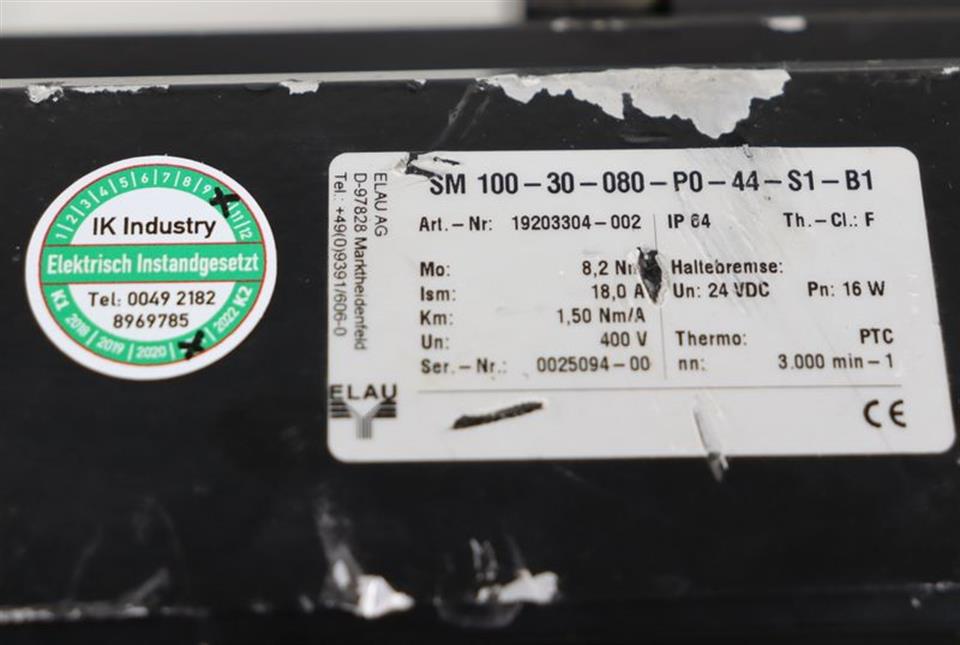 1|2|3|4|5|6|7|8|9 11|12
IK Industry
Elektrisch Instandgesetzt
Tel: 0049 2182
8969785
K1 2018 | 2019 | 2020 | 2022 K2
ELAU AG
D-97828 Marktheidenfeld
Tel.: +49(0)9391/606-0
ELAU
SM 100-30-080-P0-44-S1-B1
Art.-Nr: 19203304-002 IP 64 Th.-Cl.: F
Mo: 8,2 Haltebremse:
Ism: 18,0 A Un: 24 VDC Pn: 16 W
Km: 1,50 Nm/A
Un: 400 V Thermo: PTC
Ser.-Nr.: 0025094-00 nn: 3.000 min-1
CE